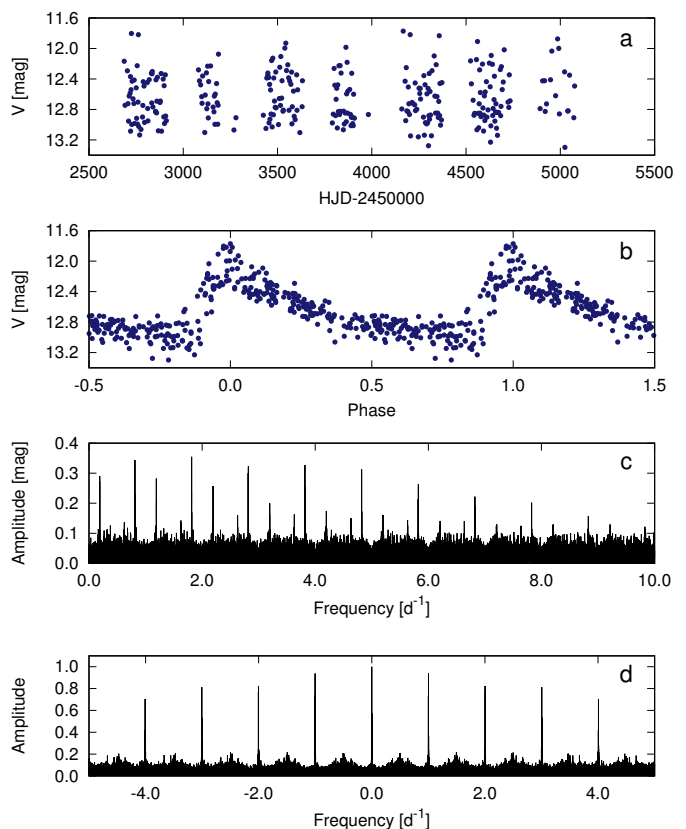 a
11.6
12.0
12.4
12.8
13.2
V [mag]
2500 3000 3500 4000 4500 5000 5500
HJD-2450000
b
11.6
12.0
12.4
12.8
13.2
V [mag]
-0.5 0.0 0.5 1.0 1.5
Phase
c
0.4
0.3
0.2
0.1
0.0
Amplitude [mag]
0.0 2.0 4.0 6.0 8.0 10.0
Frequency [d⁻¹]
d
1.0
0.8
0.6
0.4
0.2
0.0
Amplitude
-4.0 -2.0 0.0 2.0 4.0
Frequency [d⁻¹]